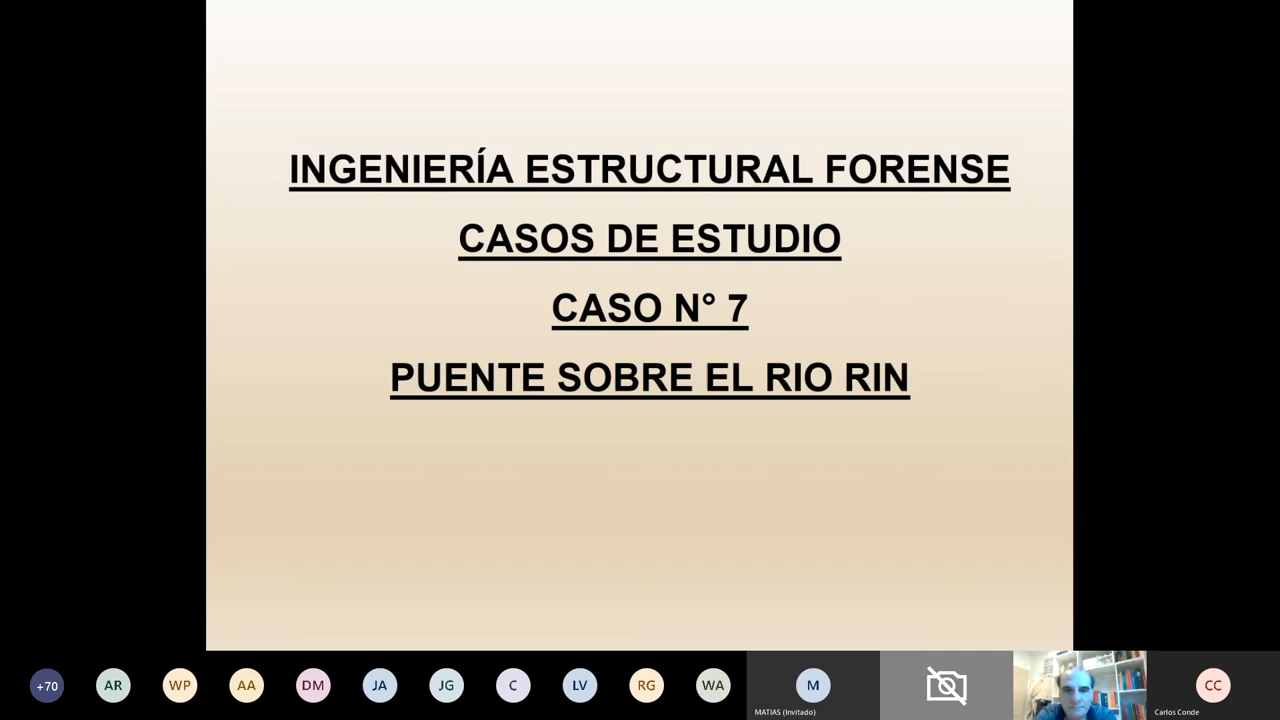 INGENIERÍA ESTRUCTURAL FORENSE
CASOS DE ESTUDIO
CASO N° 7
PUENTE SOBRE EL RIO RIN
+70 AR WP AA DM JA JG C LV RG WA M CC
MATIAS (Invitado) Carlos Conde